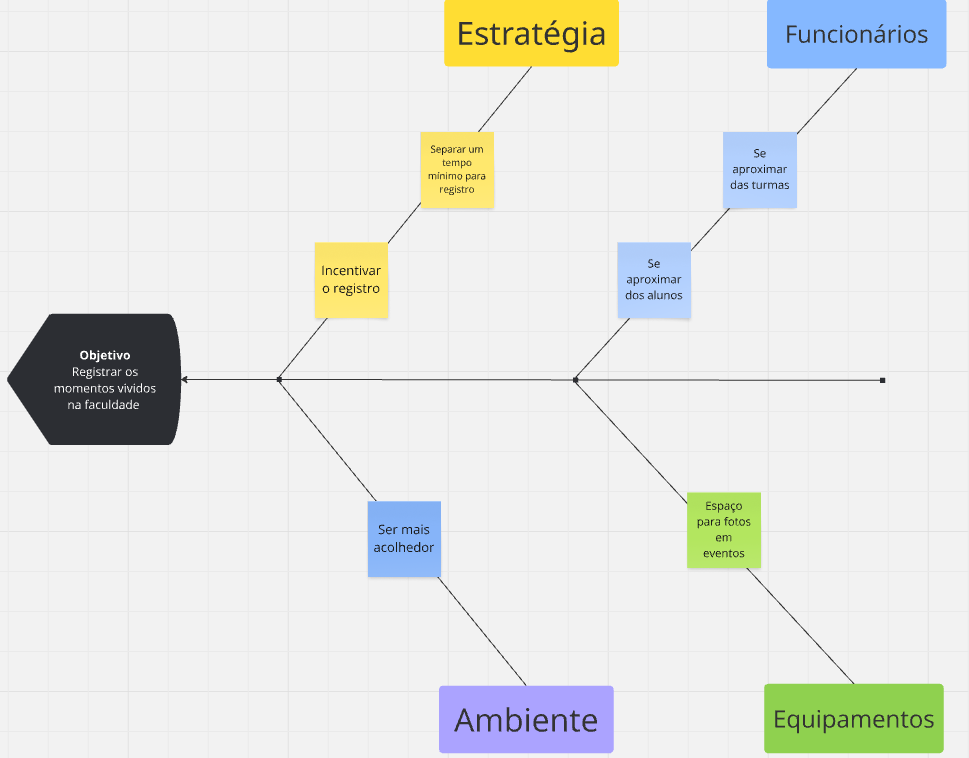 Estratégia
Funcionários
Separar um
tempo
mínimo para
registro
Se
aproximar
das turmas
Incentivar
o registro
Se
aproximar
dos alunos
Objetivo
Registrar os
momentos vividos
na faculdade
Ser mais
acolhedor
Espaço
para fotos
em
eventos
Ambiente
Equipamentos